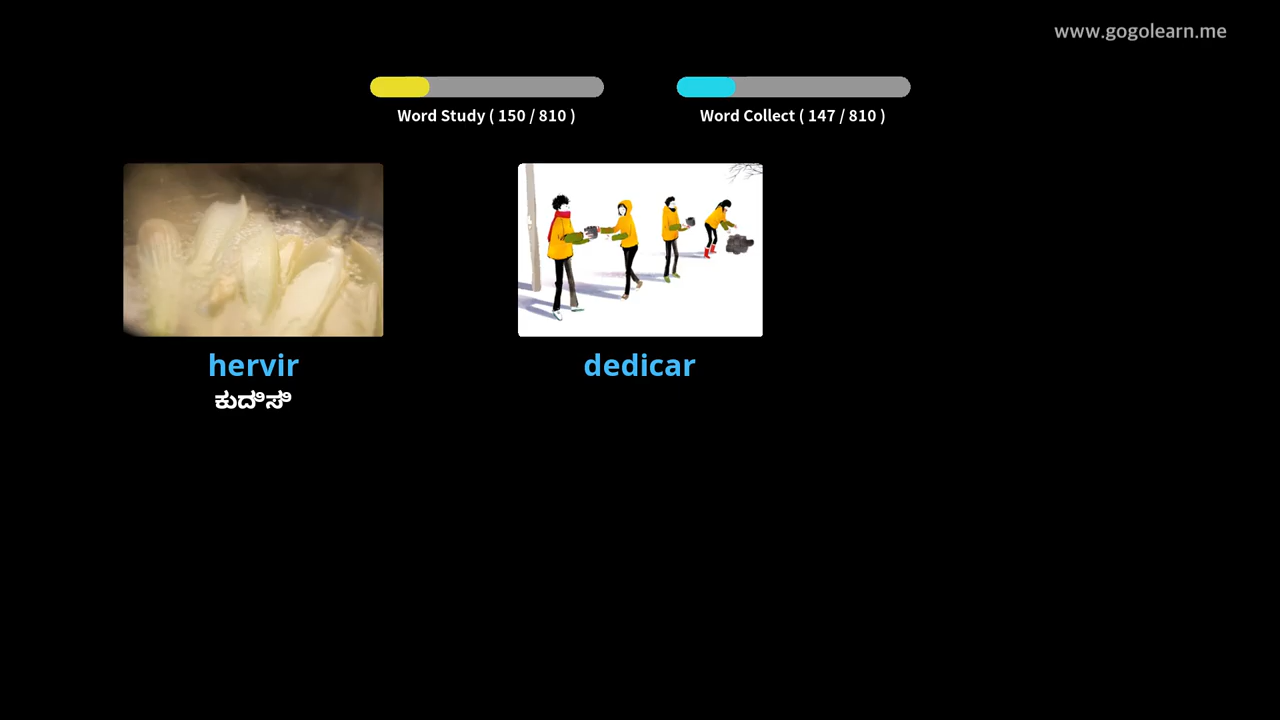 www.gogolearn.me
Word Study ( 150 / 810 )
Word Collect ( 147 / 810 )
hervir
ಕುದಿಸಿ
dedicar